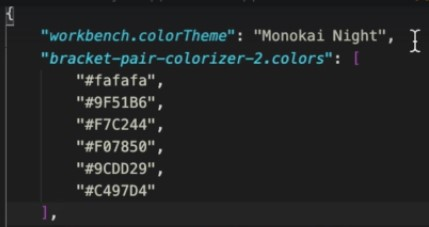 {
"workbench.colorTheme": "Monokai Night",
"bracket-pair-colorizer-2.colors": [
"#fafafa",
"#9F51B6",
"#F7C244",
"#F07850",
"#9CDD29",
"#C497D4"
],